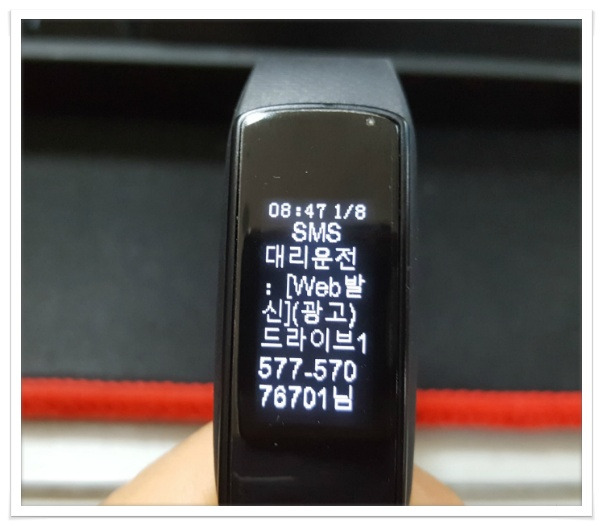 08:47 1/8
SMS
대리운전
: [Web발
신](광고)
드라이브1
577-570
76701님